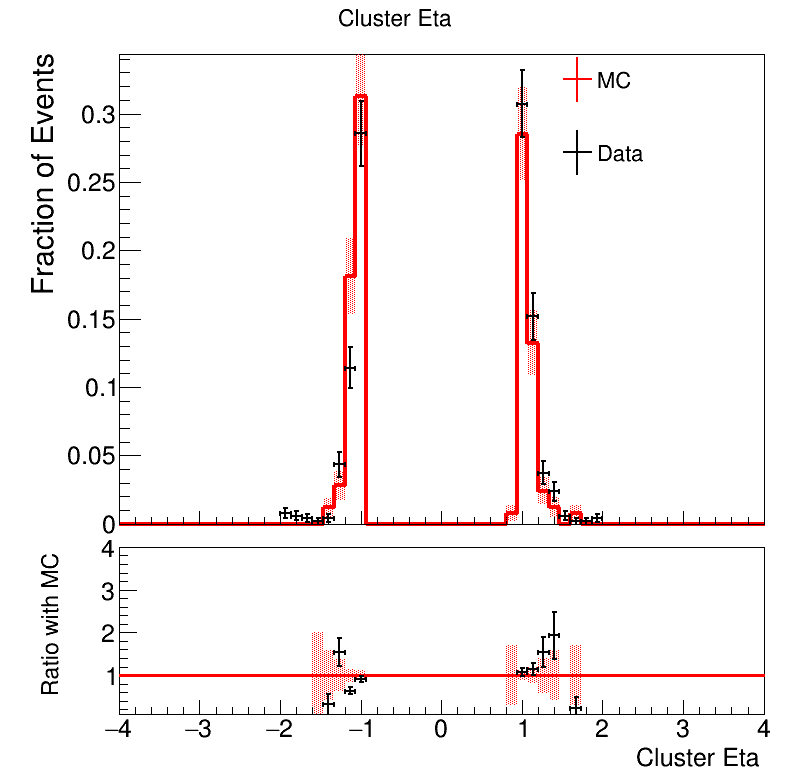 Cluster Eta
Fraction of Events
0.3
0.25
0.2
0.15
0.1
0.05
0
MC
Data
Ratio with MC
4
3
2
1
−4 −3 −2 −1 0 1 2 3 4
Cluster Eta